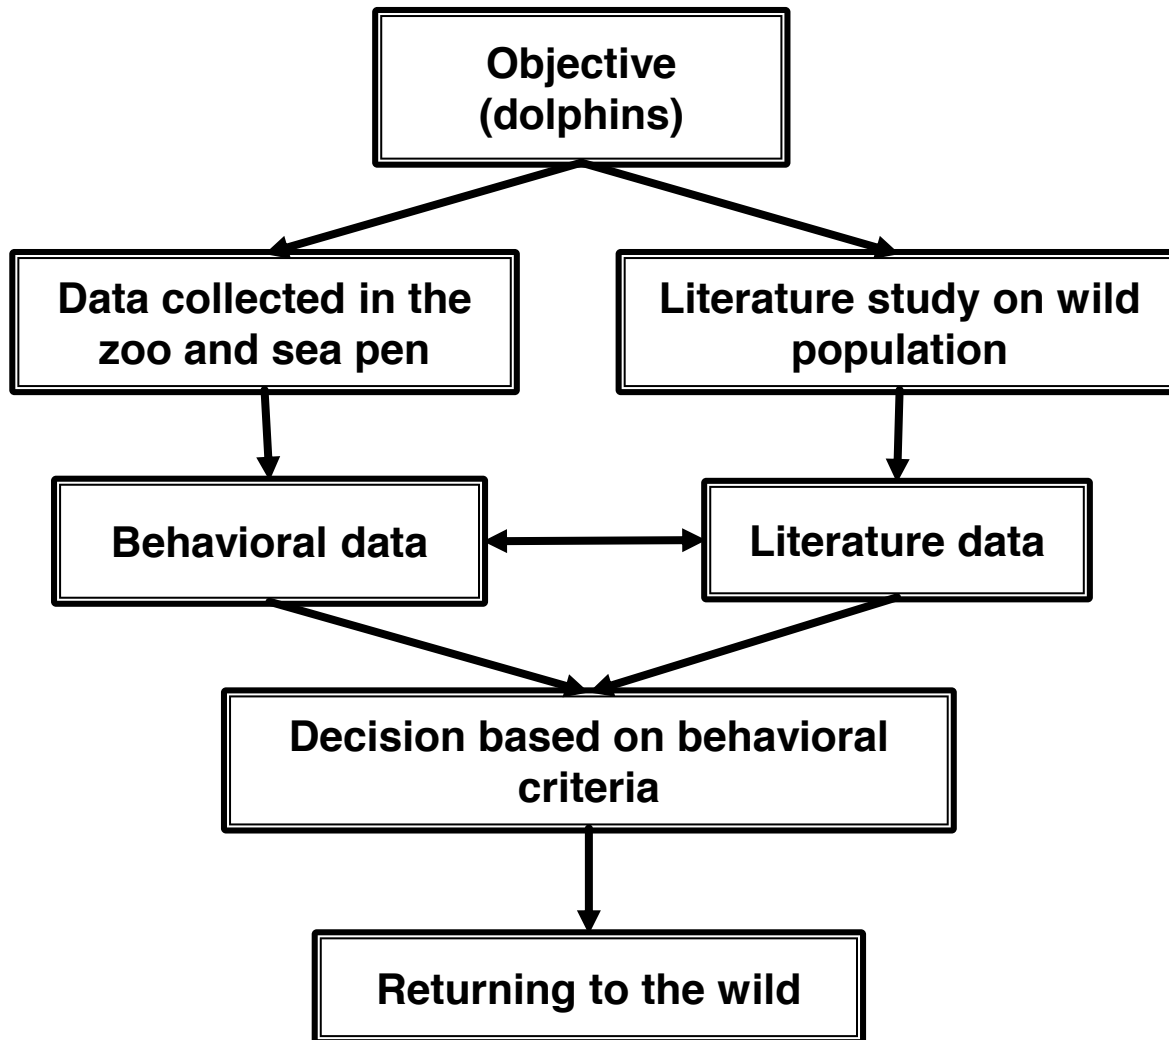 Objective
(dolphins)
Data collected in the
zoo and sea pen
Literature study on wild
population
Behavioral data
Literature data
Decision based on behavioral
criteria
Returning to the wild